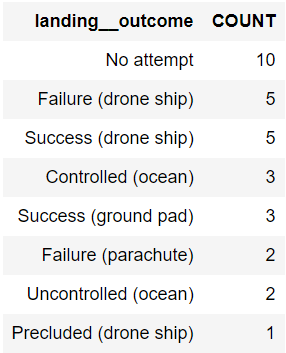 landing__outcome COUNT
No attempt 10
Failure (drone ship) 5
Success (drone ship) 5
Controlled (ocean) 3
Success (ground pad) 3
Failure (parachute) 2
Uncontrolled (ocean) 2
Precluded (drone ship) 1